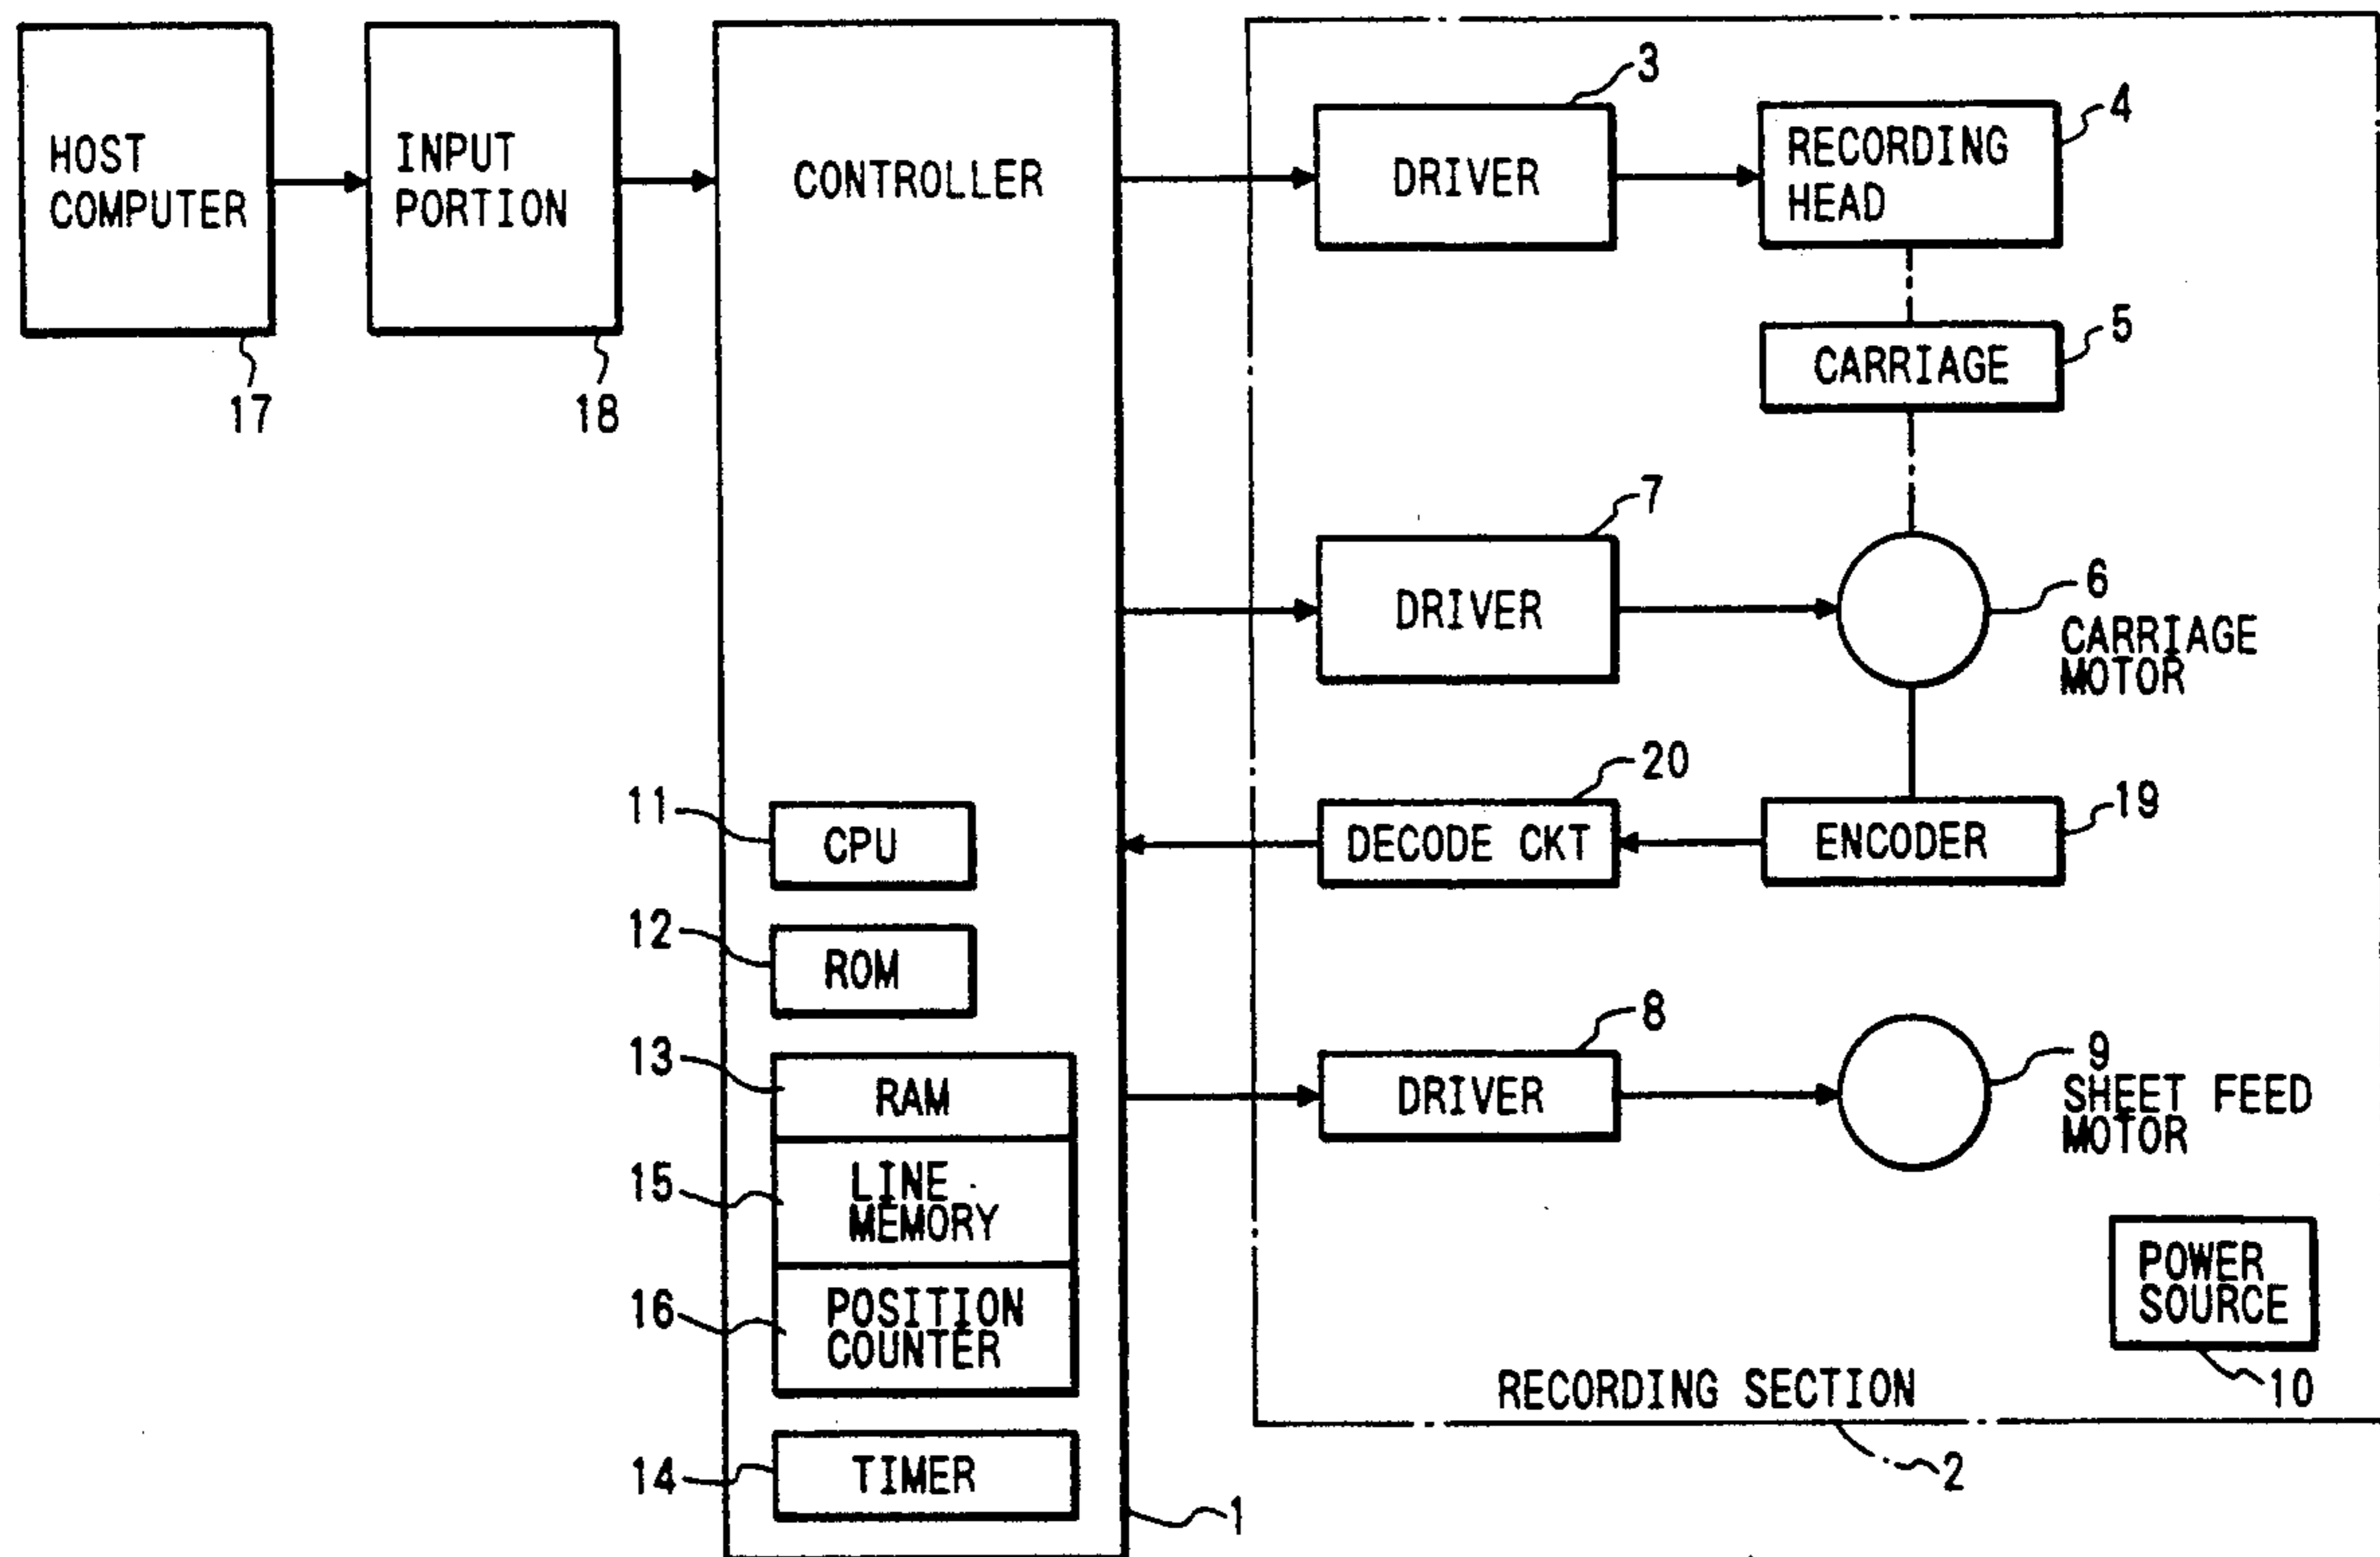 HOST
COMPUTER
17
INPUT
PORTION
18
CONTROLLER
11
CPU
12
ROM
13
RAM
15
LINE
MEMORY
16
POSITION
COUNTER
14
TIMER
1
3
DRIVER
4
RECORDING
HEAD
5
CARRIAGE
7
DRIVER
6
CARRIAGE
MOTOR
20
DECODE CKT
19
ENCODER
8
DRIVER
9
SHEET FEED
MOTOR
POWER
SOURCE
10
RECORDING SECTION
2